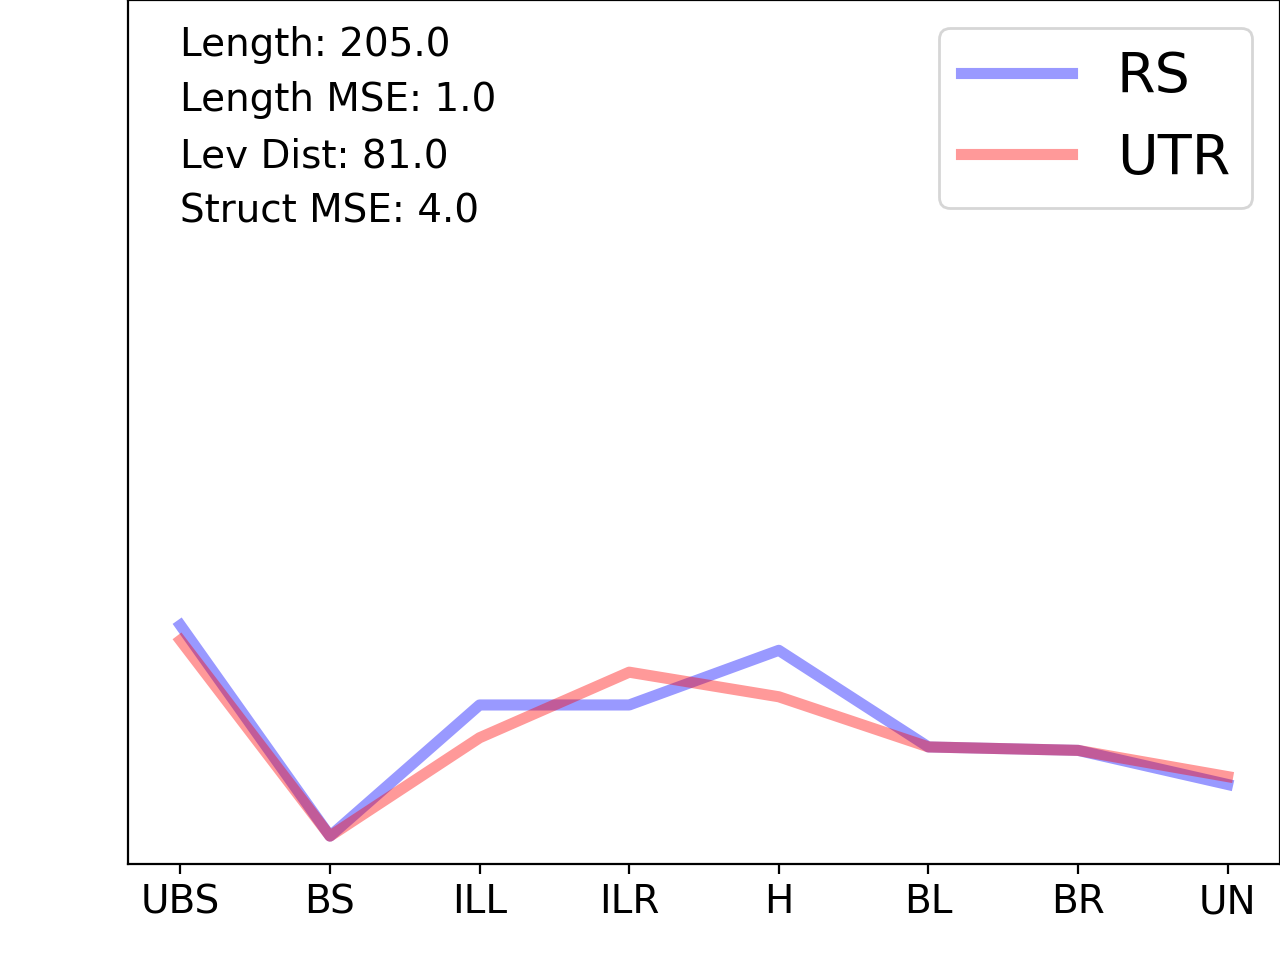 Length: 205.0
Length MSE: 1.0
Lev Dist: 81.0
Struct MSE: 4.0
RS
UTR
UBS BS ILL ILR H BL BR UN